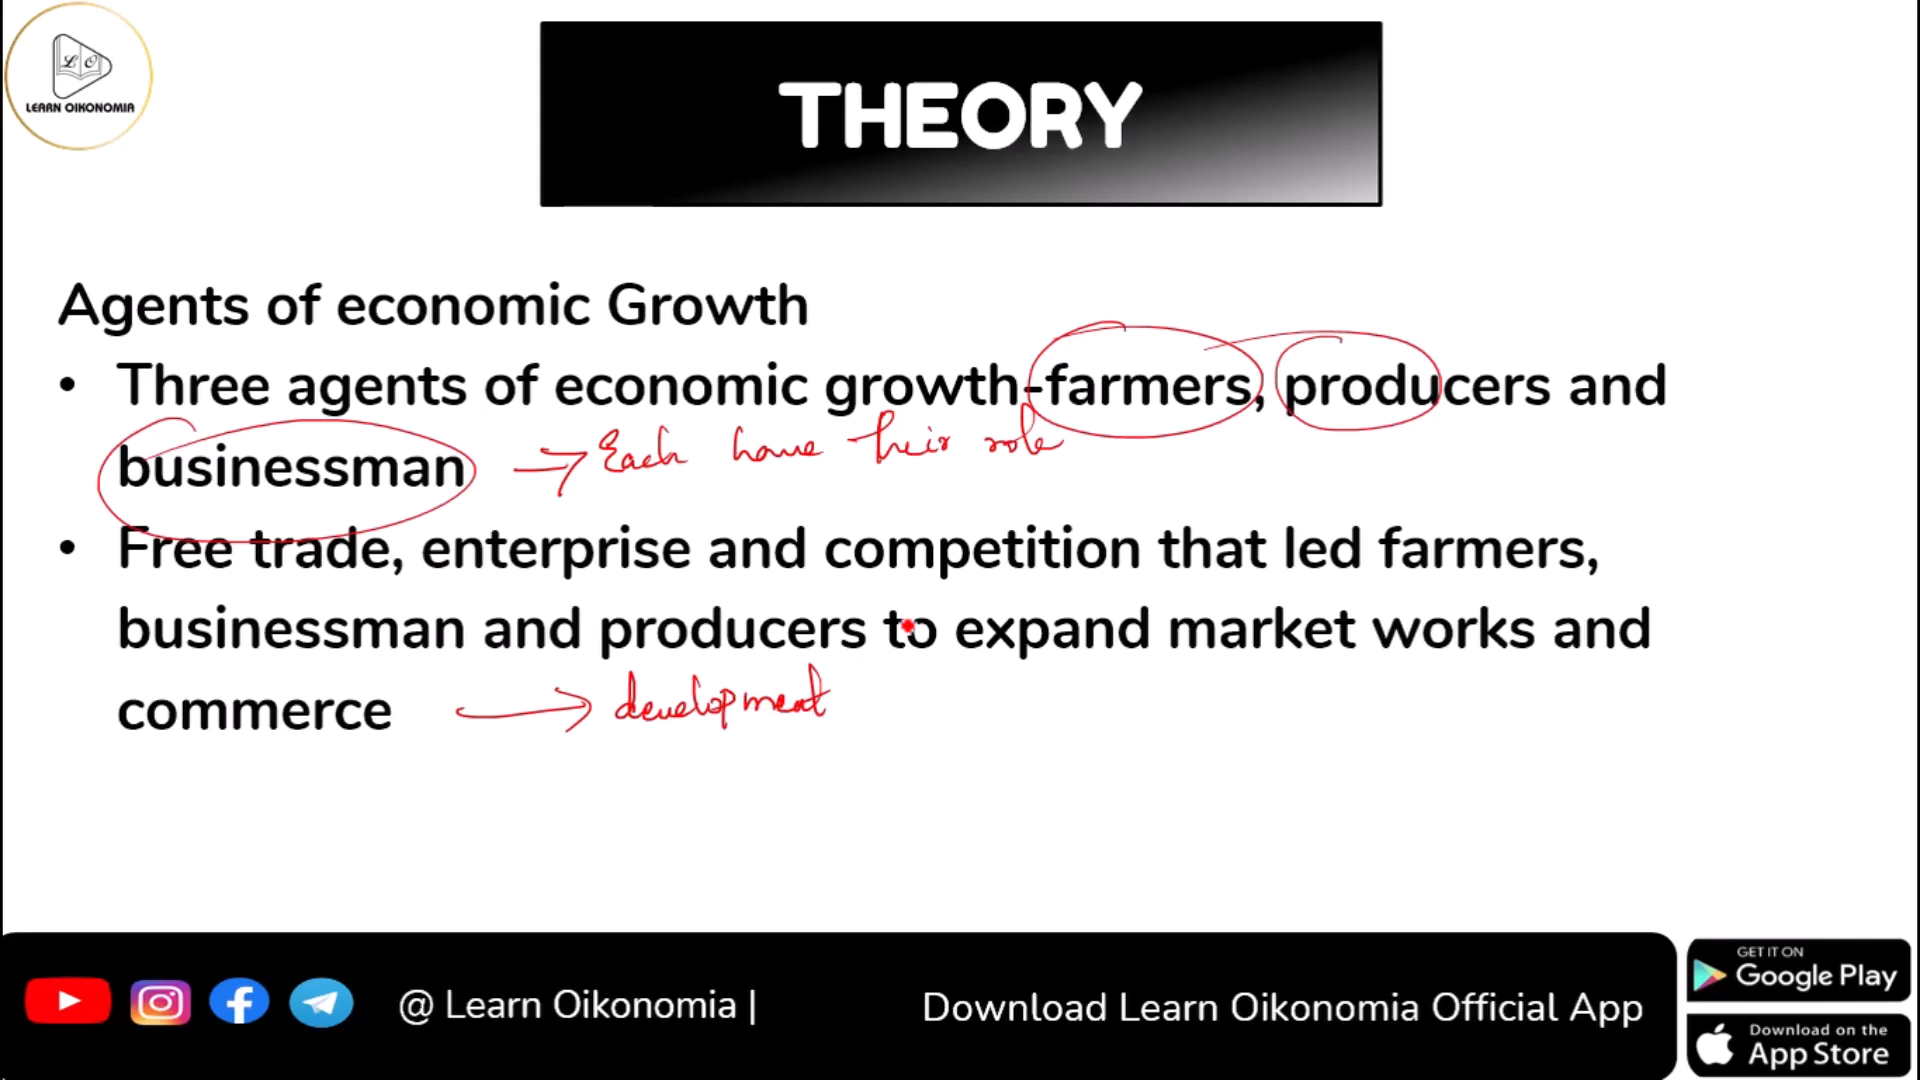 L O
LEARN OIKONOMIA
THEORY
Agents of economic Growth
• Three agents of economic growth-farmers, producers and
businessman → Each have their role
• Free trade, enterprise and competition that led farmers,
businessman and producers to expand market works and
commerce → development
@ Learn Oikonomia |
Download Learn Oikonomia Official App
GET IT ON
Google Play
Download on the
App Store